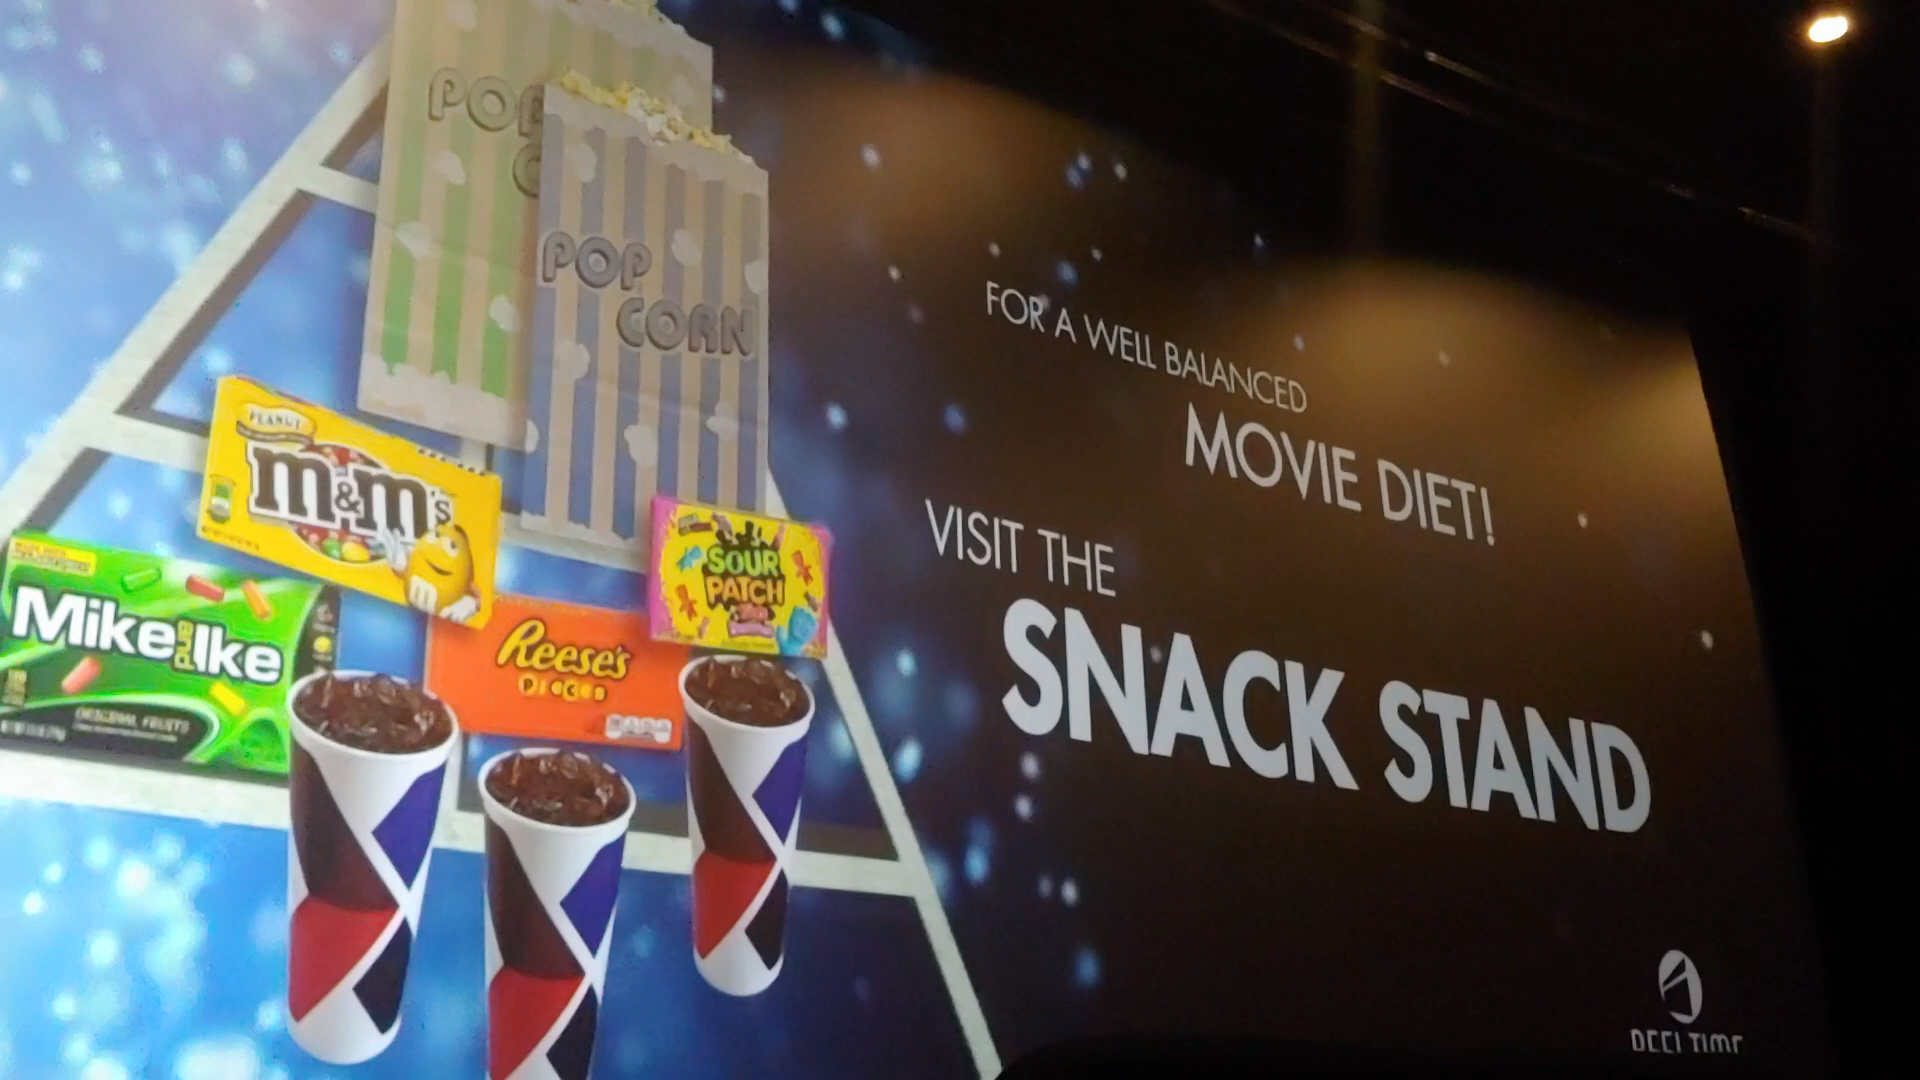 POP
POP
CORN
FOR A WELL BALANCED
MOVIE DIET!
VISIT THE
SNACK STAND
PEANUT
m&m's
SOUR
PATCH
Mike and Ike
ORIGINAL FRUITS
Reese's
PIECES